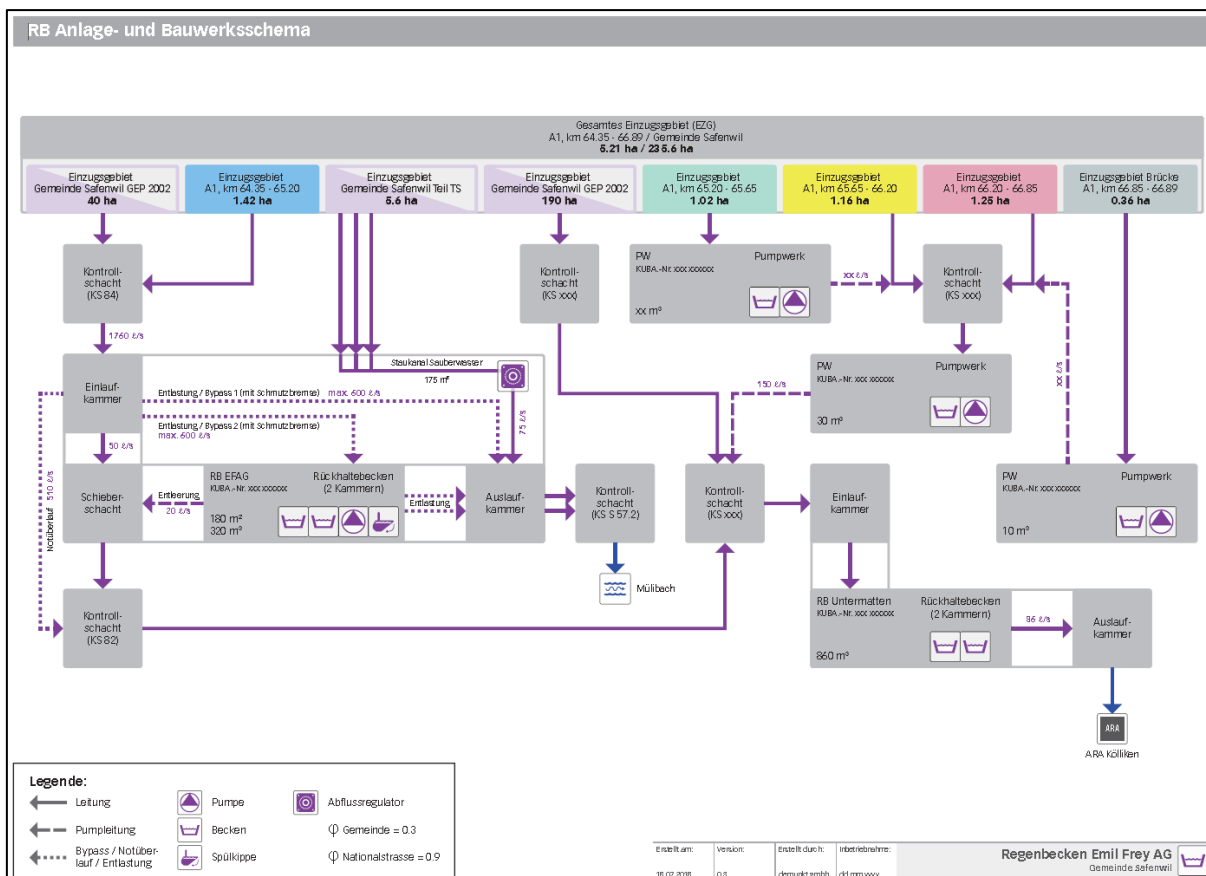 RB Anlage- und Bauwerksschema
Gesamtes Einzugsgebiet (EZG)
A1, km 64.35 - 66.89 / Gemeinde Safenwil
5.21 ha / 235.6 ha
Einzugsgebiet
Gemeinde Safenwil GEP 2002
40 ha
Einzugsgebiet
A1, km 64.35 - 65.20
1.42 ha
Einzugsgebiet
Gemeinde Safenwil Teil TS
5.6 ha
Einzugsgebiet
Gemeinde Safenwil GEP 2002
190 ha
Einzugsgebiet
A1, km 65.20 - 65.65
1.02 ha
Einzugsgebiet
A1, km 65.65 - 66.20
1.16 ha
Einzugsgebiet
A1, km 66.20 - 66.85
1.25 ha
Einzugsgebiet Brücke
A1, km 66.85 - 66.89
0.36 ha
Kontroll-
schacht
(KS 84)
Kontroll-
schacht
(KS xxx)
PW
KUBA.-Nr. xxx xxxxxx
Pumpwerk
xx m³
xx ℓ/s
Kontroll-
schacht
(KS xxx)
1760 ℓ/s
Einlauf-
kammer
Staukanal Sauberwasser
175 m²
Entlastung / Bypass 1 (mit Schmutzbremse) max. 600 ℓ/s
Entlastung / Bypass 2 (mit Schmutzbremse)
max. 600 ℓ/s
75 ℓ/s
50 ℓ/s
Notüberlauf 510 ℓ/s
PW
KUBA.-Nr. xxx xxxxxx
Pumpwerk
30 m³
150 ℓ/s
xx ℓ/s
Schieber-
schacht
Entleerung
20 ℓ/s
RB EFAG
KUBA.-Nr. xxx xxxxxx
180 m²
320 m³
Rückhaltebecken
(2 Kammern)
Entlastung
Auslauf-
kammer
Kontroll-
schacht
(KS S 57.2)
Kontroll-
schacht
(KS xxx)
Einlauf-
kammer
PW
KUBA.-Nr. xxx xxxxxx
Pumpwerk
10 m³
Mülibach
Kontroll-
schacht
(KS 82)
RB Untermatten
KUBA.-Nr. xxx xxxxxx
860 m³
Rückhaltebecken
(2 Kammern)
86 ℓ/s
Auslauf-
kammer
ARA
ARA Kölliken
Legende:
Leitung
Pumpleitung
Bypass / Notüber-
lauf / Entlastung
Pumpe
Becken
Spülkippe
Abflussregulator
φ Gemeinde = 0.3
φ Nationalstrasse = 0.9
Erstellt am:
Version:
Erstellt durch:
Inbetriebnahme:
Regenbecken Emil Frey AG
Gemeinde Safenwil